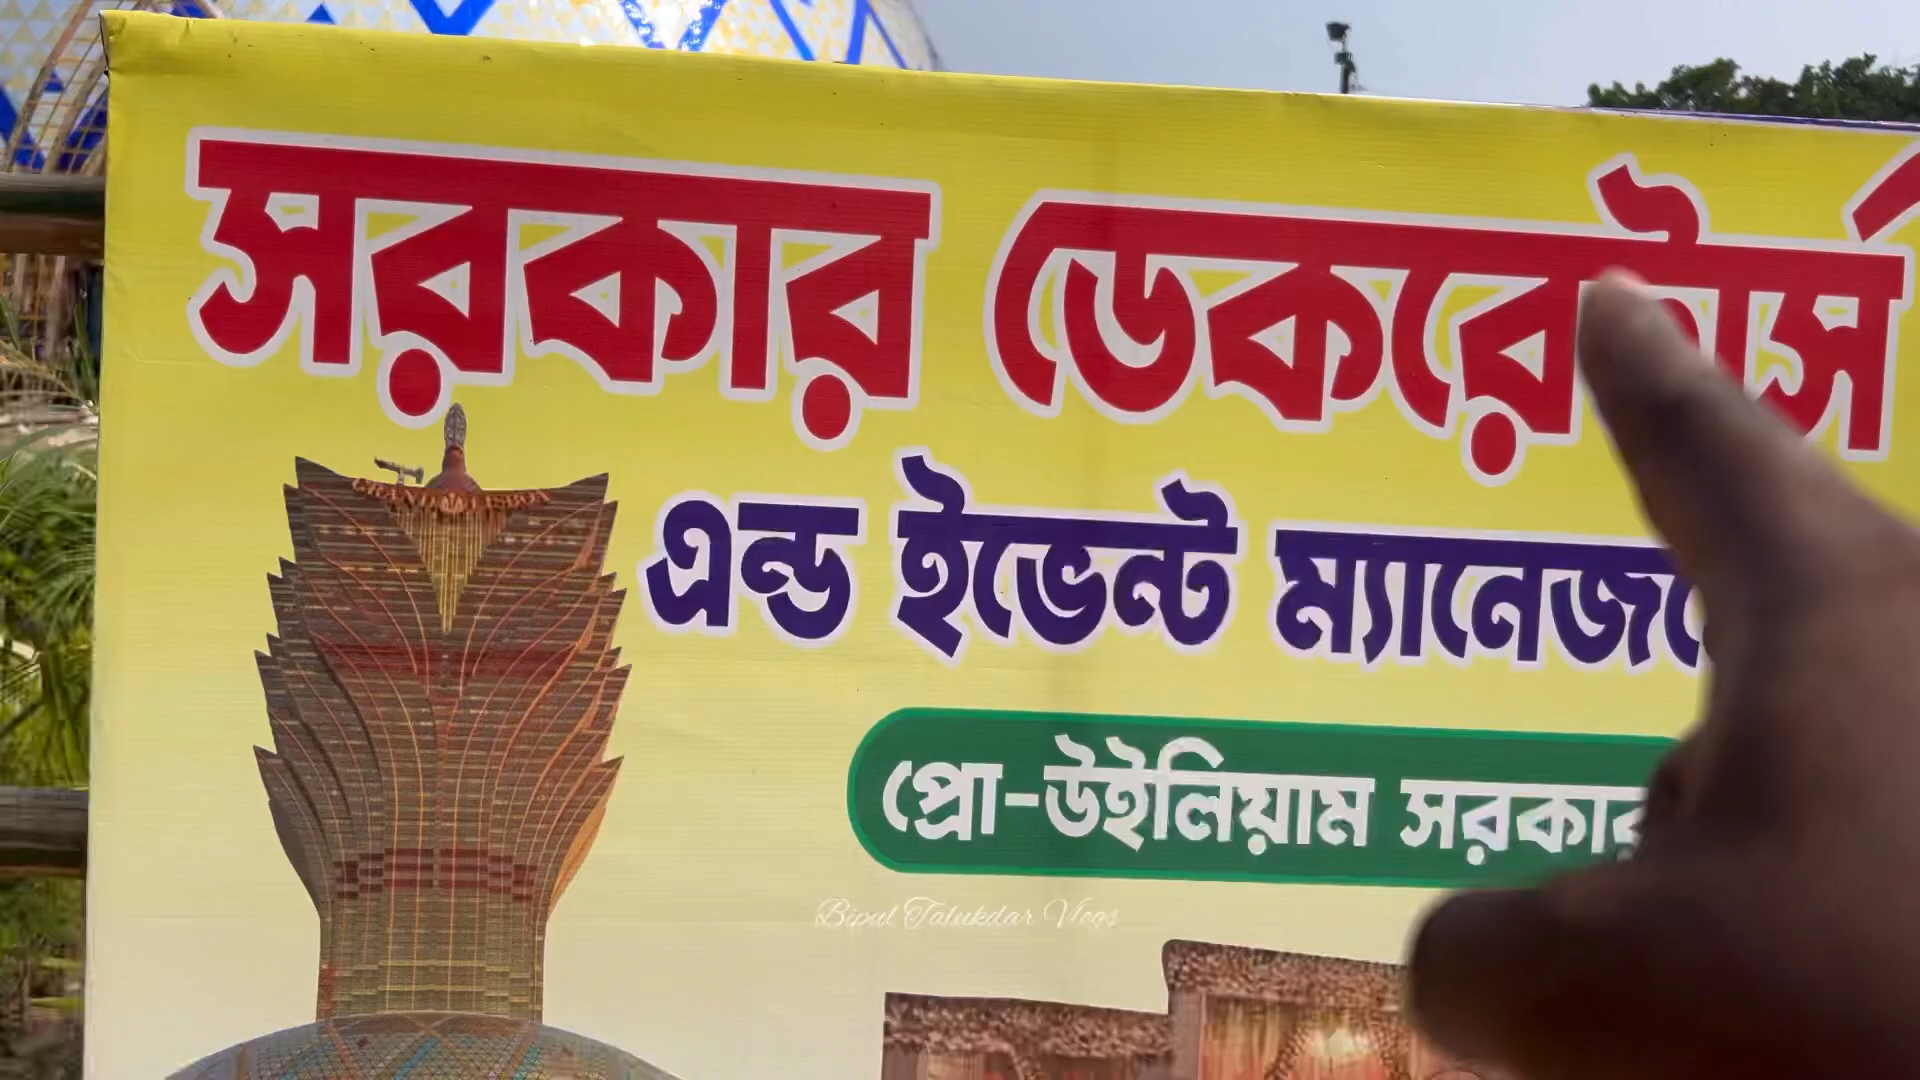 সরকার ডেকরেটার্স
এন্ড ইভেন্ট
প্রো-উইলিয়াম সরকার
Bipul Talukdar Vlogs